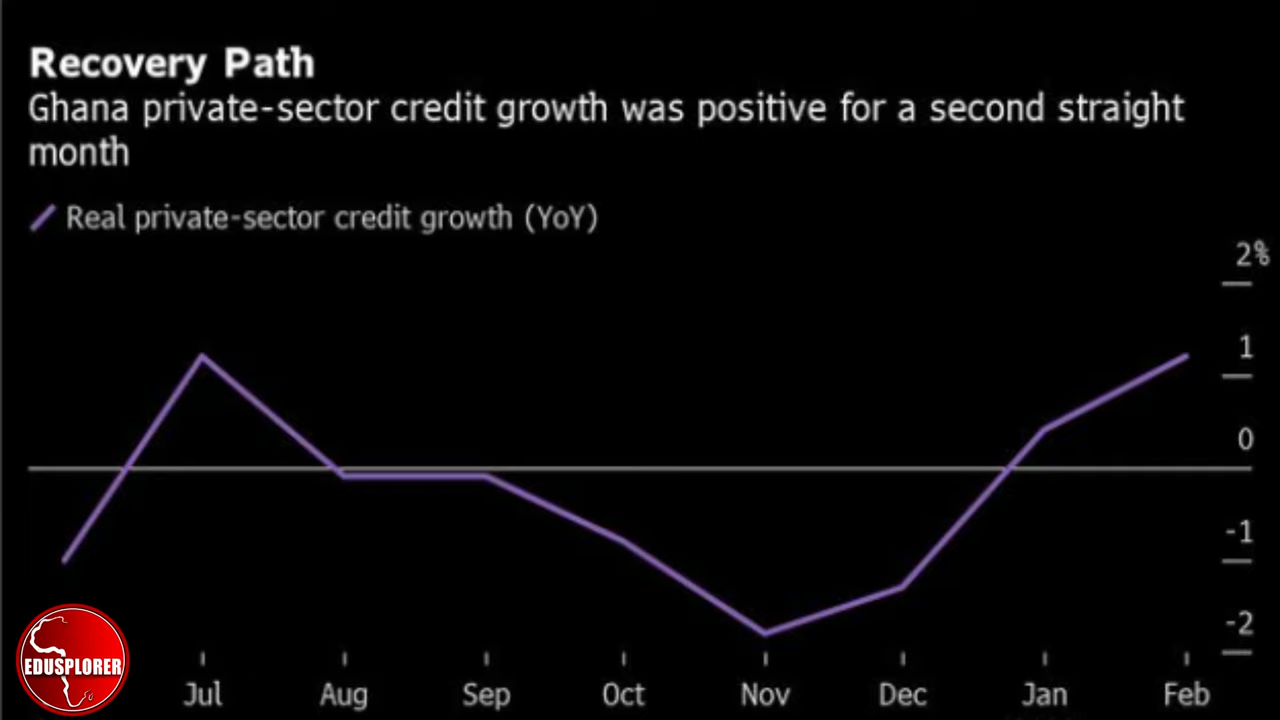 Recovery Path
Ghana private-sector credit growth was positive for a second straight
month
Real private-sector credit growth (YoY)
2%
1
0
-1
-2
Jul Aug Sep Oct Nov Dec Jan Feb
EDUSPLORER